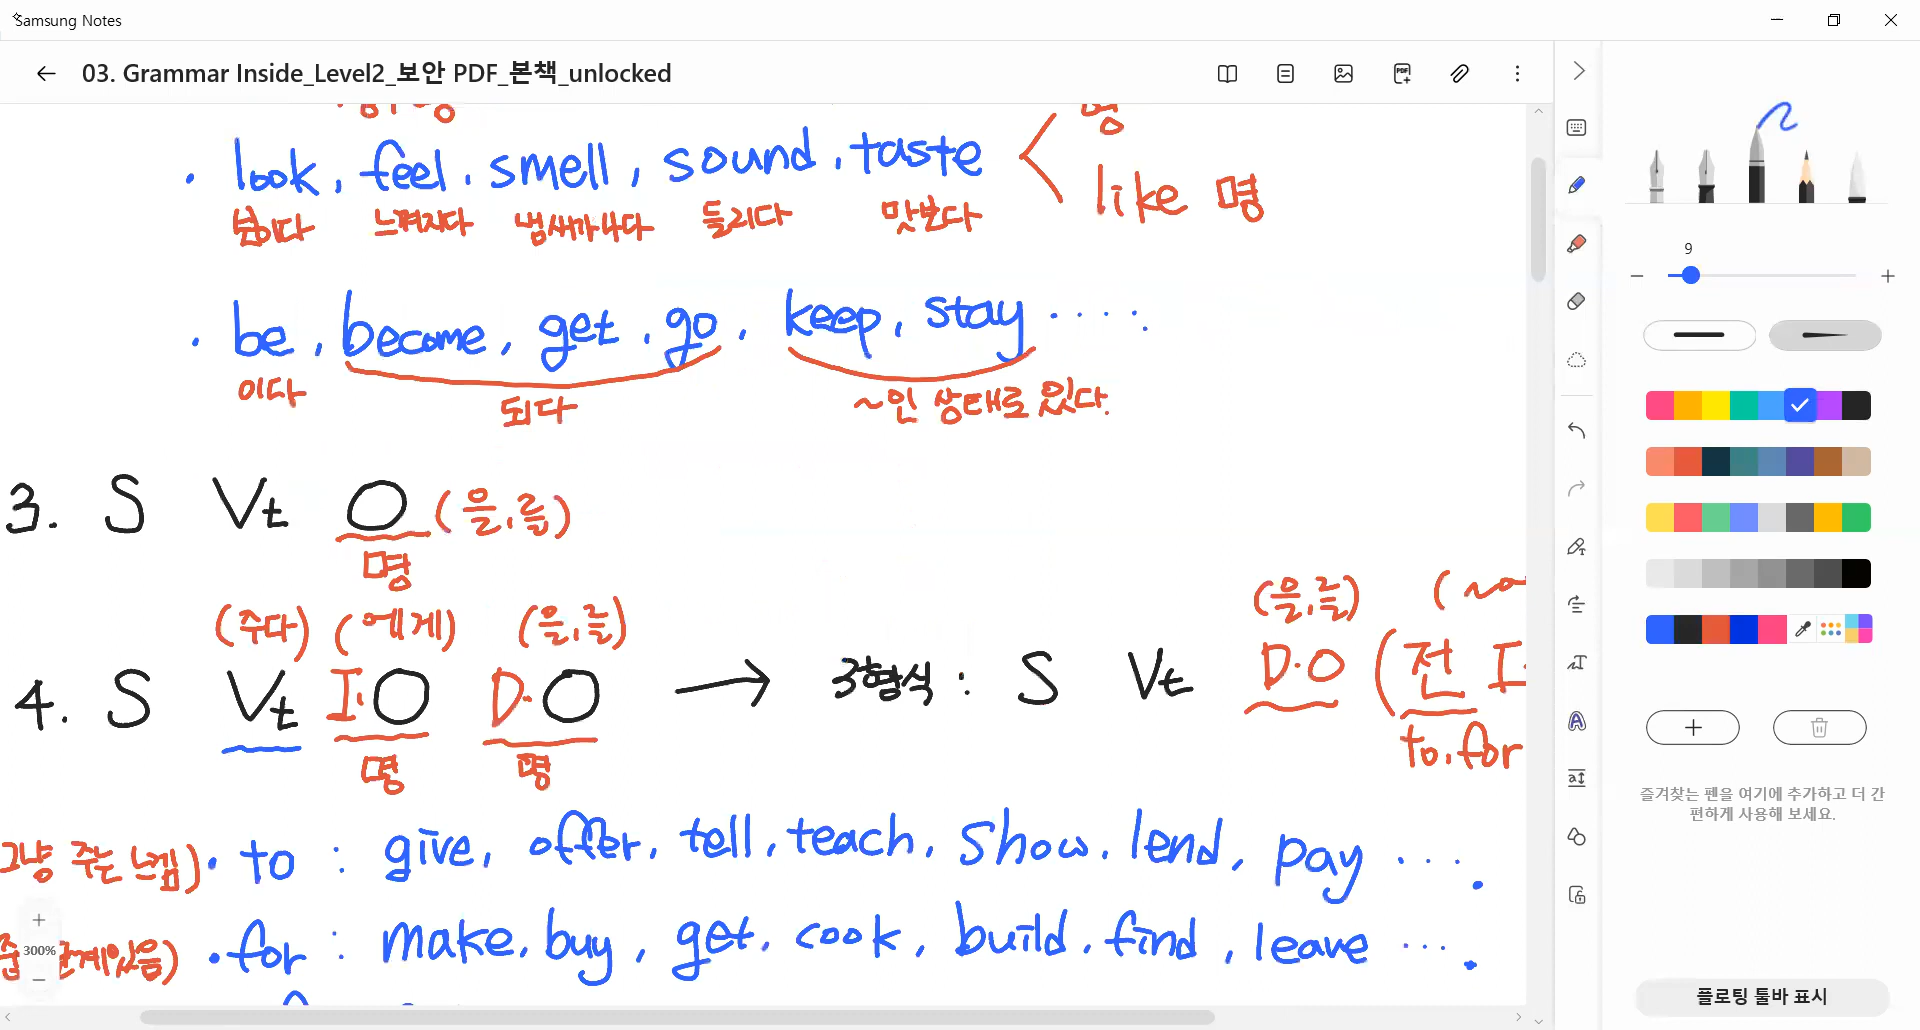 Samsung Notes
03. Grammar Inside_Level2_보안 PDF_본책_unlocked
· look, feel, smell, sound, taste
like 명
보이다 느껴지다 냄새가 나다 들리다 맛보다
· be, become, get, go, keep, stay .....
이다 되다 ~인 상태로 있다.
3. S Vt O (을,를)
명
(주다) (에게) (을,를) (을,를)
4. S Vt I·O D·O → 3형식 : S Vt D·O (전 I·
명 명 to, for
그냥 주는 느낌) · to : give, offer, tell, teach, show, lend, pay ....
· for : make, buy, get, cook, build, find, leave ....
9
300%
즐겨찾는 펜을 여기에 추가하고 더 간
편하게 사용해 보세요.
플로팅 툴바 표시